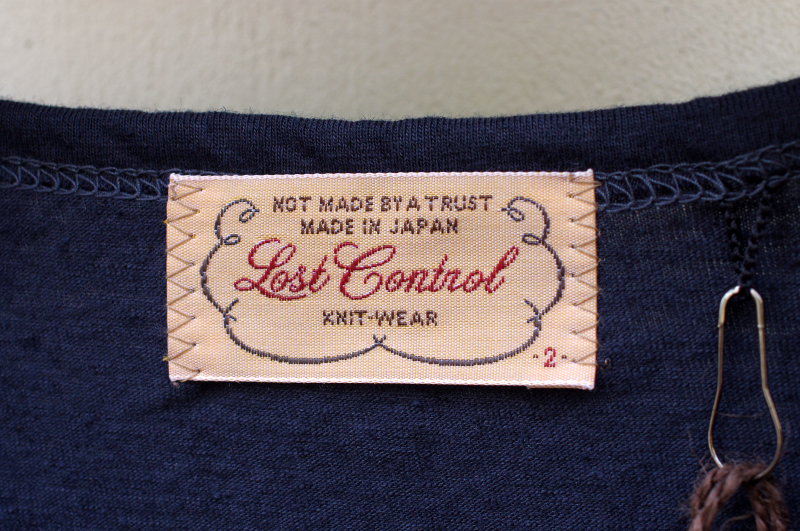 NOT MADE BY A TRUST
MADE IN JAPAN
Lost Control
KNIT-WEAR
-2-